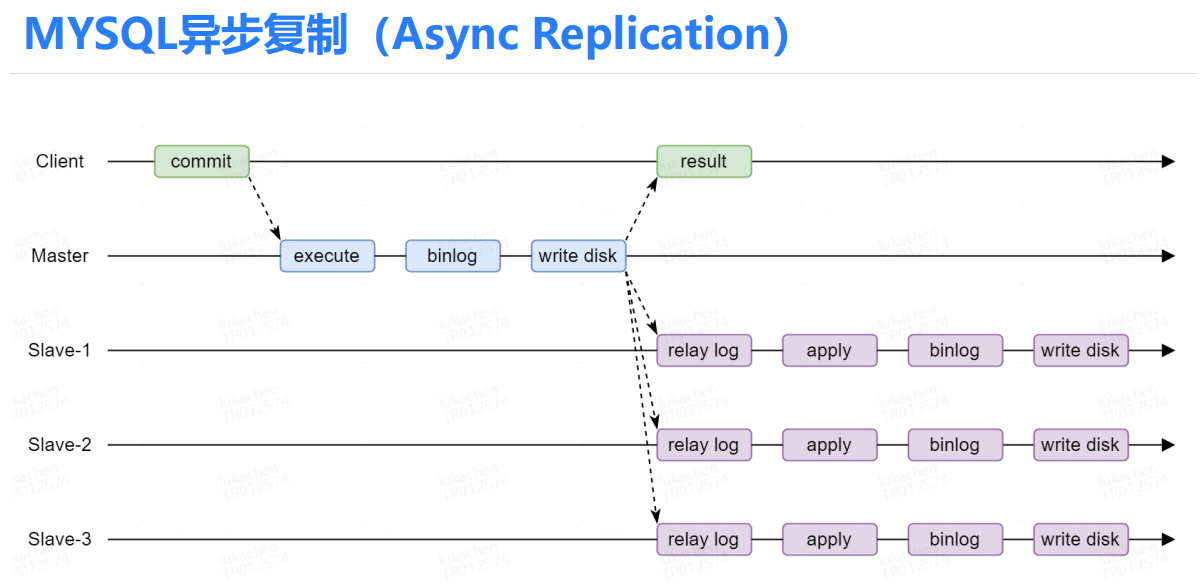 MYSQL异步复制（Async Replication）
Client commit result
Master execute binlog write disk
Slave-1 relay log apply binlog write disk
Slave-2 relay log apply binlog write disk
Slave-3 relay log apply binlog write disk
lukachen
TR012574